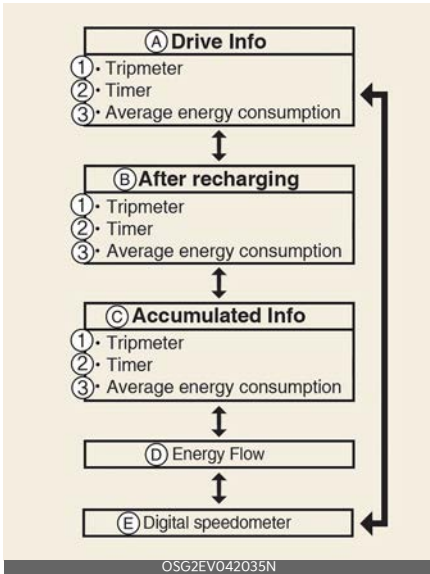 Ⓐ Drive Info
① • Tripmeter
② • Timer
③ • Average energy consumption
Ⓑ After recharging
① • Tripmeter
② • Timer
③ • Average energy consumption
Ⓒ Accumulated Info
① • Tripmeter
② • Timer
③ • Average energy consumption
Ⓓ Energy Flow
Ⓔ Digital speedometer
OSG2EV042035N